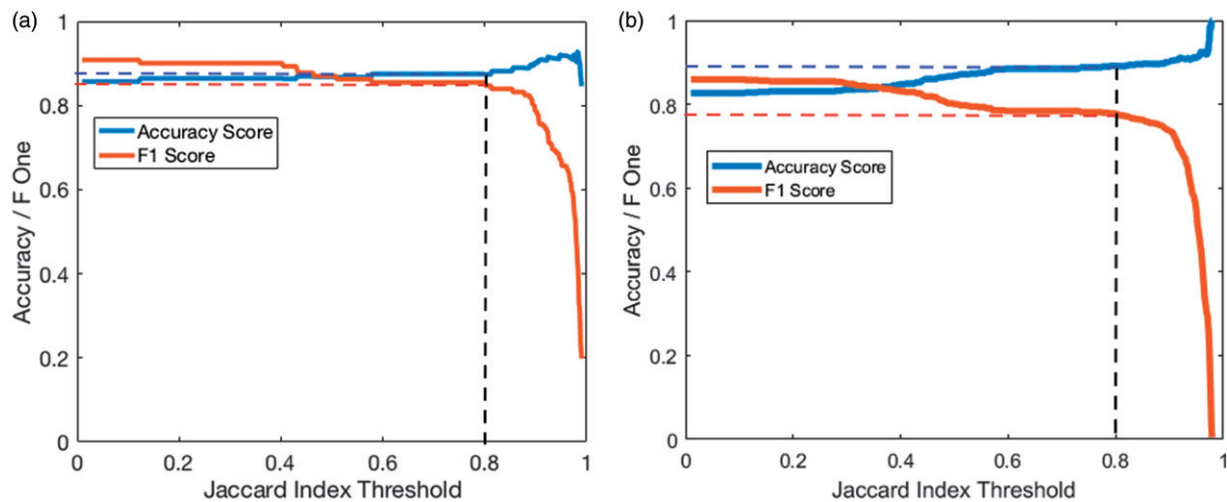 (a)
1
0.8
0.6
0.4
0.2
0
Accuracy / F One
Accuracy Score
F1 Score
0 0.2 0.4 0.6 0.8 1
Jaccard Index Threshold
(b)
1
0.8
0.6
0.4
0.2
0
Accuracy / F One
Accuracy Score
F1 Score
0 0.2 0.4 0.6 0.8 1
Jaccard Index Threshold